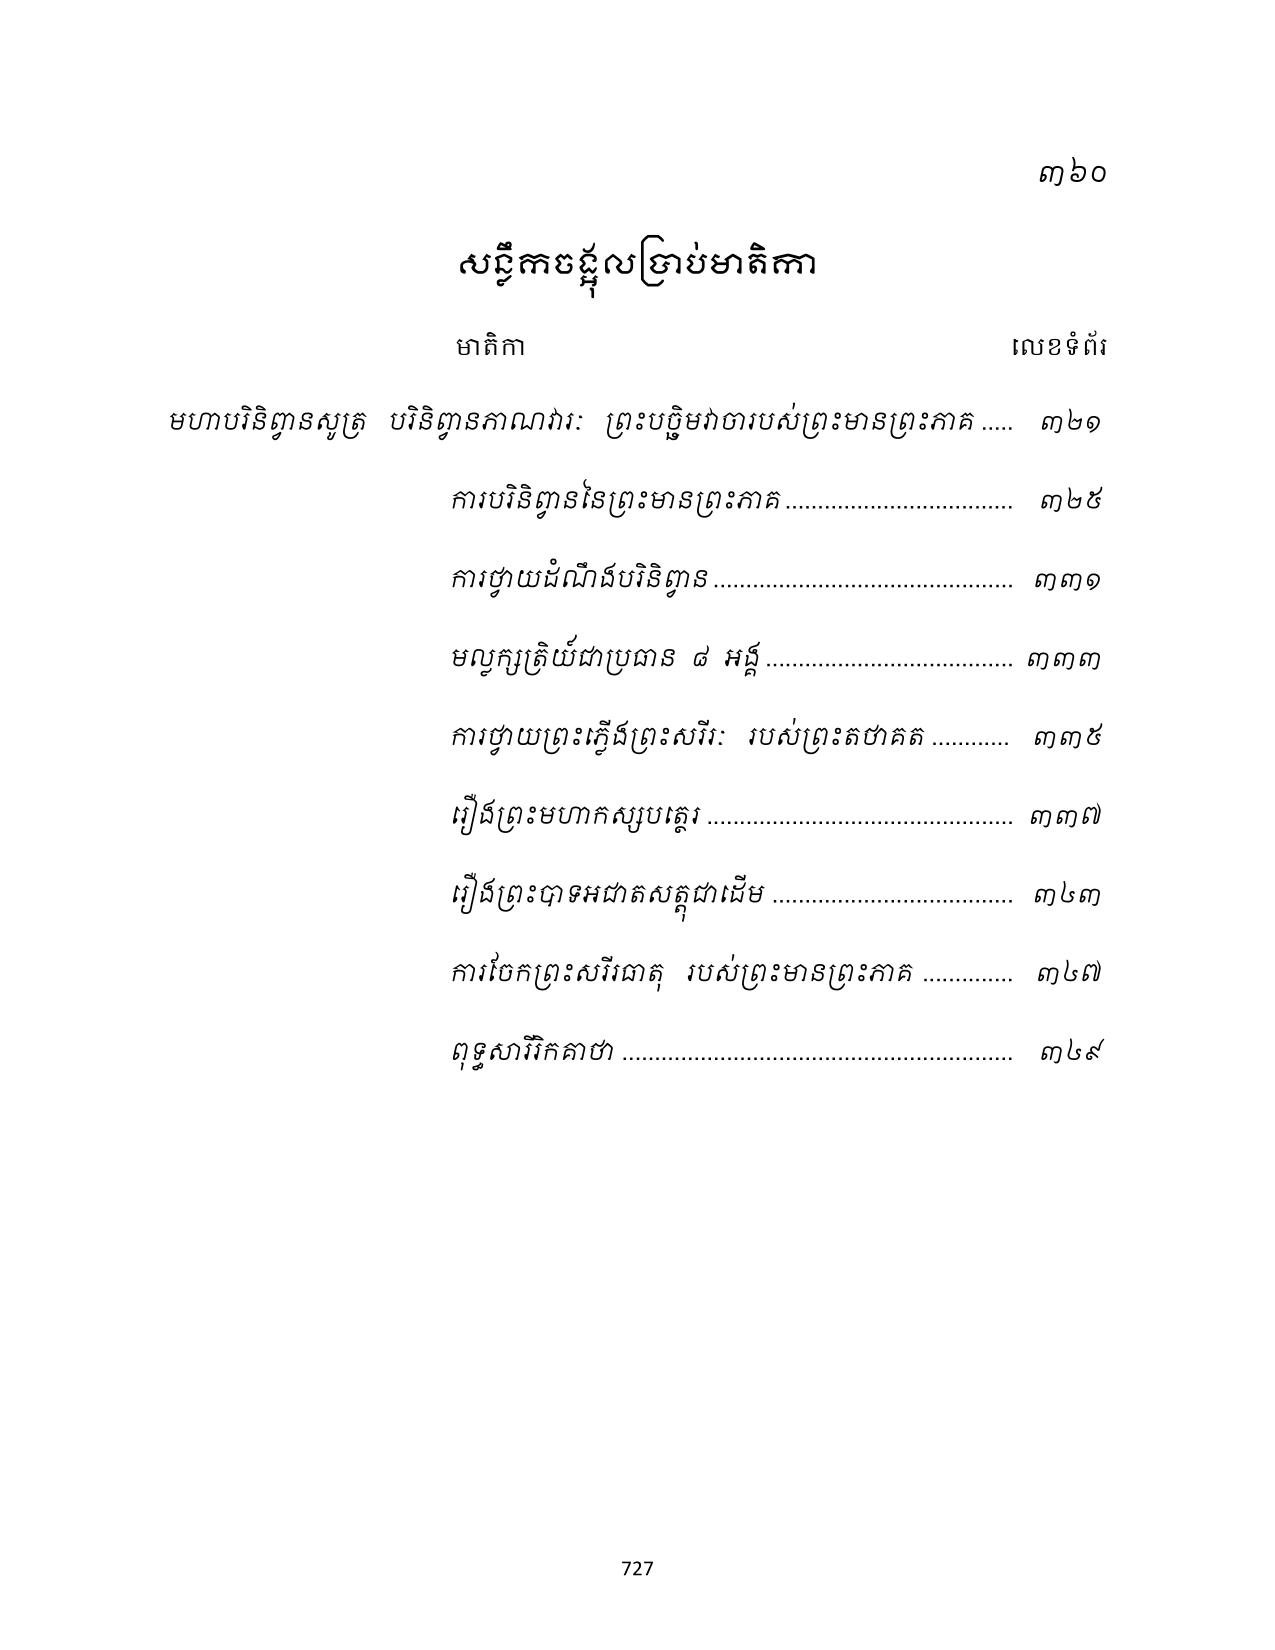 ៣៦០
សន្លឹកចង្អុលប្រាប់មាតិកា
មាតិកា លេខទំព័រ
មហាបរិនិព្វានសូត្រ បរិនិព្វានភាណវារៈ ព្រះបច្ឆិមវាចារបស់ព្រះមានព្រះភាគ ..... ៣២១
ការបរិនិព្វាននៃព្រះមានព្រះភាគ ................................... ៣២៥
ការថ្វាយដំណឹងបរិនិព្វាន .............................................. ៣៣១
មល្លក្សត្រិយ៍ជាប្រធាន ៨ អង្គ ...................................... ៣៣៣
ការថ្វាយព្រះភ្លើងព្រះសរីរៈ របស់ព្រះតថាគត ............ ៣៣៥
រឿងព្រះមហាកស្សបត្ថេរ ............................................... ៣៣៧
រឿងព្រះបាទអជាតសត្តុជាដើម ..................................... ៣៤៣
ការចែកព្រះសរីរធាតុ របស់ព្រះមានព្រះភាគ .............. ៣៤៧
ពុទ្ធសារីរិកគាថា ............................................................ ៣៤៩
727